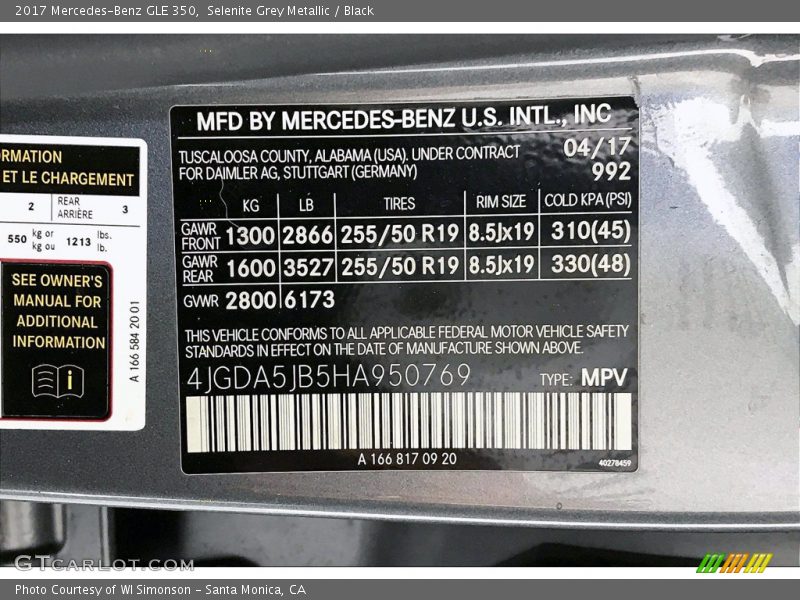 2017 Mercedes-Benz GLE 350,  Selenite Grey Metallic / Black
MFD BY MERCEDES-BENZ U.S. INTL., INC
TUSCALOOSA COUNTY, ALABAMA (USA). UNDER CONTRACT
FOR DAIMLER AG, STUTTGART (GERMANY)
04/17
992
KG LB TIRES RIM SIZE COLD KPA (PSI)
GAWR FRONT 1300 2866 255/50 R19 8.5Jx19 310(45)
GAWR REAR 1600 3527 255/50 R19 8.5Jx19 330(48)
GWR 2800 6173
THIS VEHICLE CONFORMS TO ALL APPLICABLE FEDERAL MOTOR VEHICLE SAFETY
STANDARDS IN EFFECT ON THE DATE OF MANUFACTURE SHOWN ABOVE.
4JGDA5JB5HA950769
TYPE: MPV
A 166 817 09 20
40278459
ORMATION
ET LE CHARGEMENT
2 REAR ARRIÈRE 3
550 kg or kg ou 1213 lbs. lb.
SEE OWNER'S
MANUAL FOR
ADDITIONAL
INFORMATION
A 166 584 20 01
GTCARLOT.COM
Photo Courtesy of WI Simonson - Santa Monica, CA